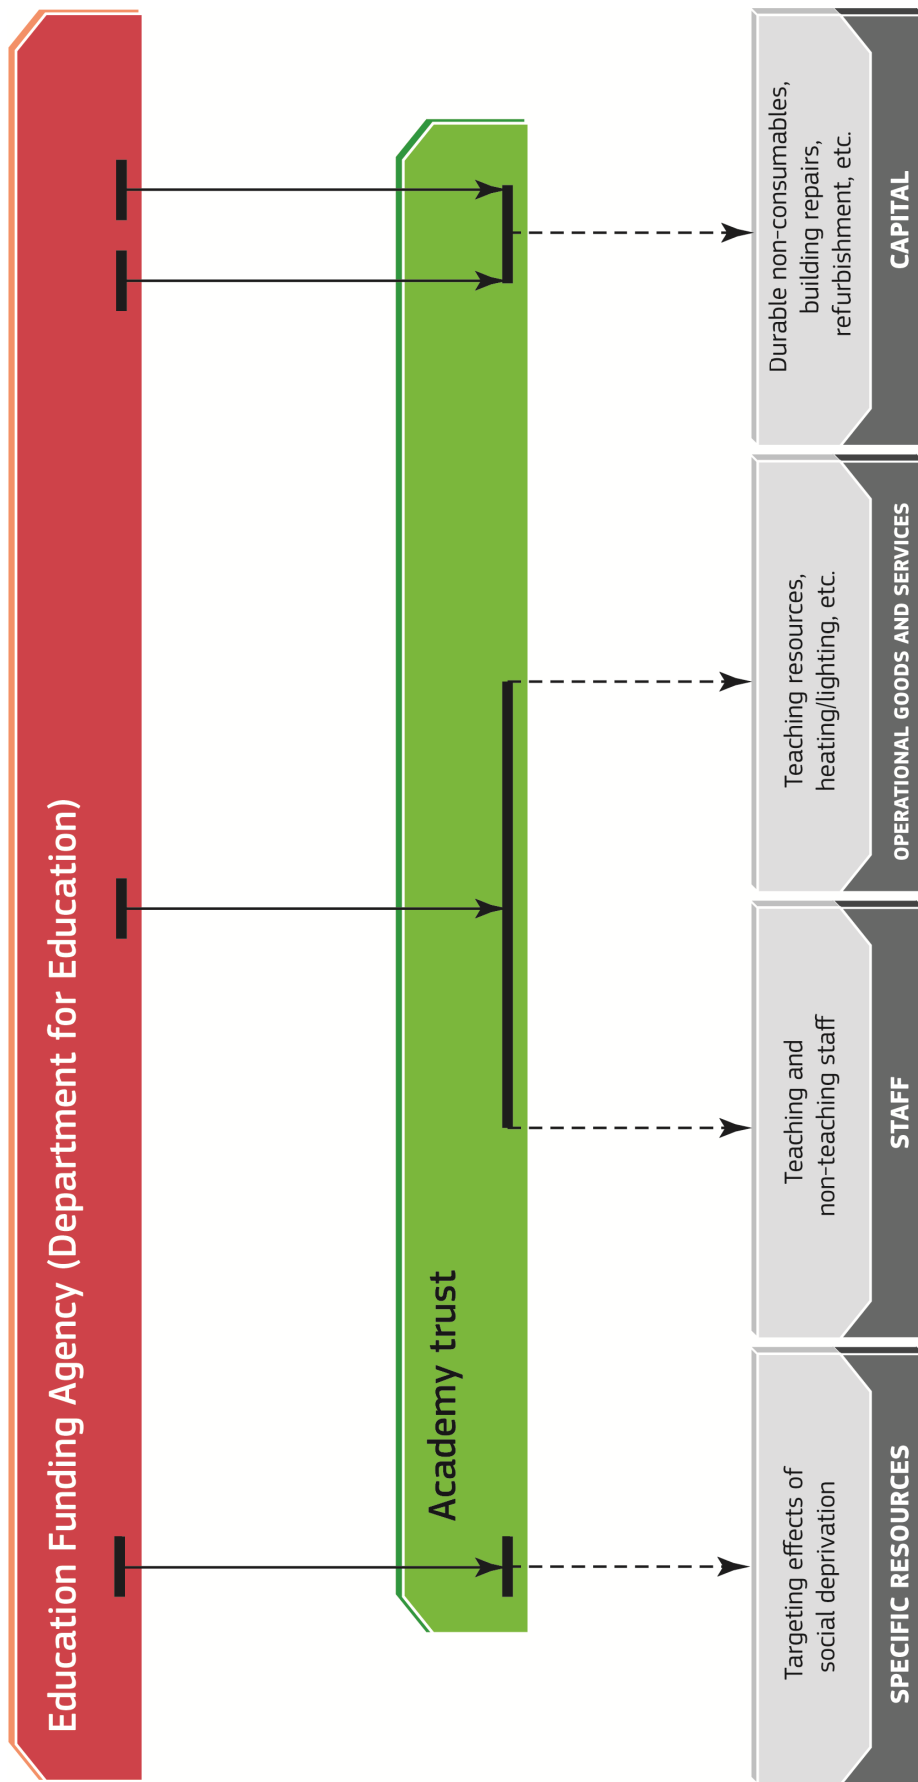 Education Funding Agency (Department for Education)
Academy trust
Targeting effects of
social deprivation
SPECIFIC RESOURCES
Teaching and
non-teaching staff
STAFF
Teaching resources,
heating/lighting, etc.
OPERATIONAL GOODS AND SERVICES
Durable non-consumables,
building repairs,
refurbishment, etc.
CAPITAL